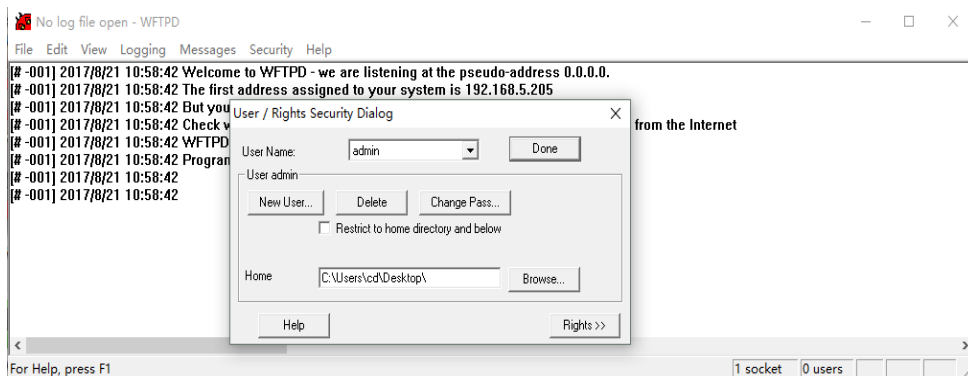 No log file open - WFTPD
File Edit View Logging Messages Security Help
[# -001] 2017/8/21 10:58:42 Welcome to WFTPD - we are listening at the pseudo-address 0.0.0.0.
[# -001] 2017/8/21 10:58:42 The first address assigned to your system is 192.168.5.205
[# -001] 2017/8/21 10:58:42 But you
[# -001] 2017/8/21 10:58:42 Check w from the Internet
[# -001] 2017/8/21 10:58:42 WFTPD
[# -001] 2017/8/21 10:58:42 Program
[# -001] 2017/8/21 10:58:42
[# -001] 2017/8/21 10:58:42
User / Rights Security Dialog
User Name: admin Done
User admin
New User... Delete Change Pass...
Restrict to home directory and below
Home C:\Users\cd\Desktop\ Browse...
Help Rights >>
For Help, press F1 1 socket 0 users